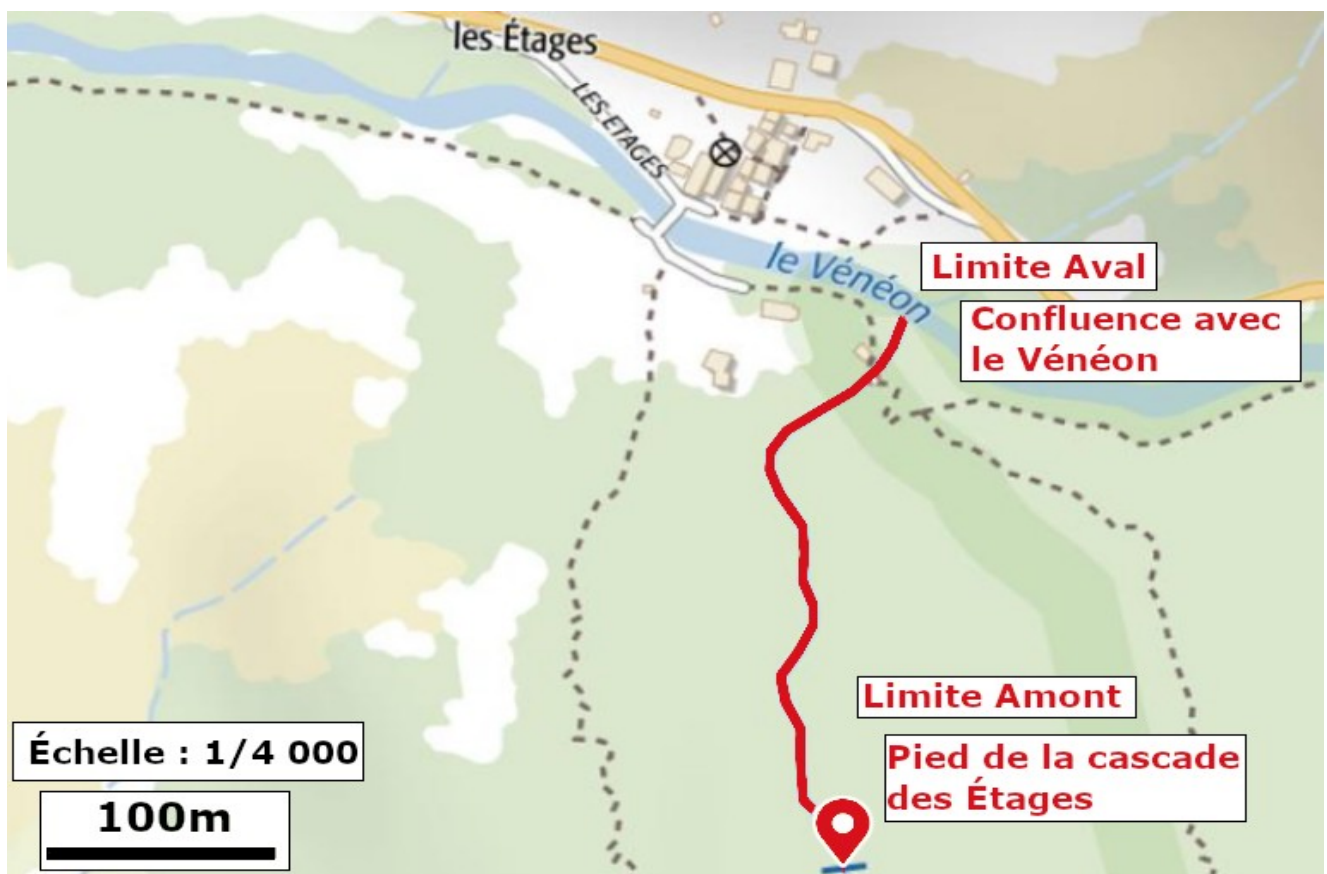 les Étages
LES ETAGES
le Vénéon
Limite Aval
Confluence avec
le Vénéon
Limite Amont
Pied de la cascade
des Étages
Échelle : 1/4 000
100m